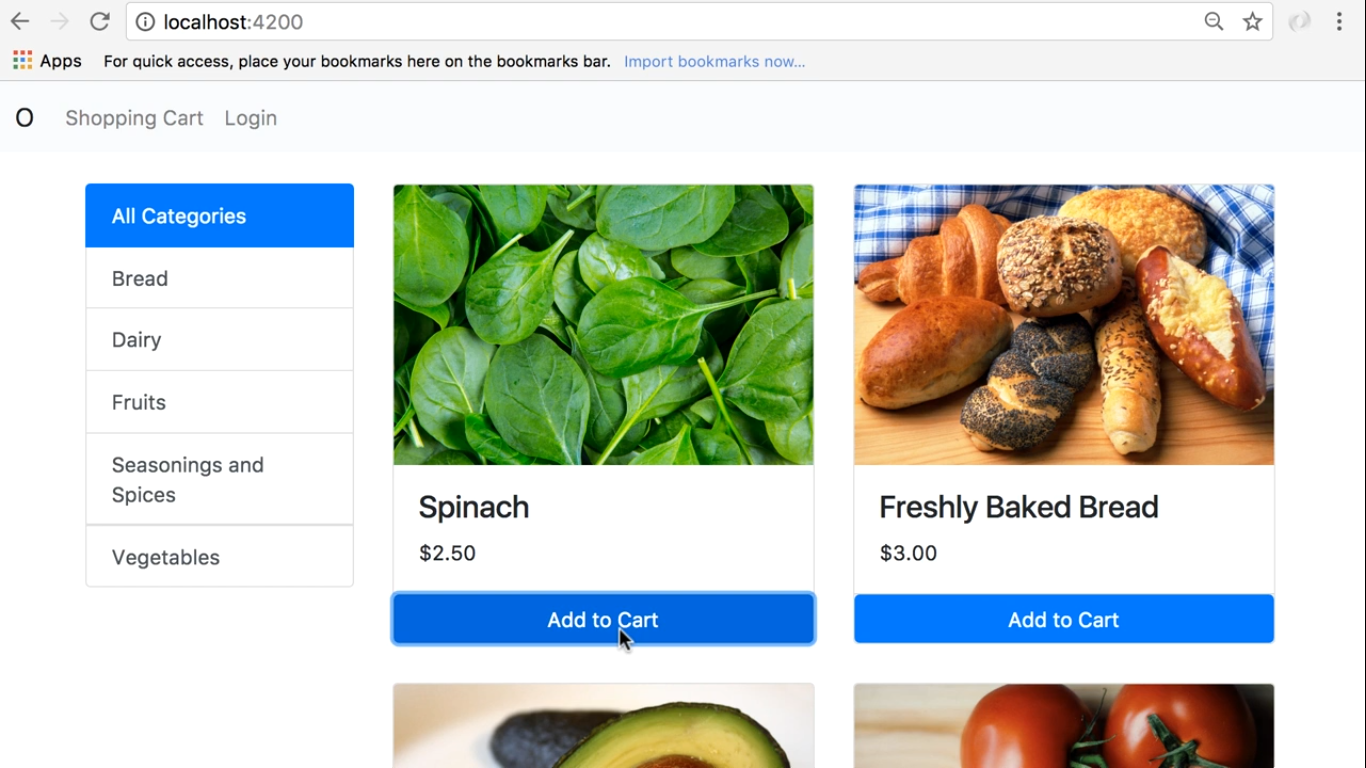 localhost:4200
Apps For quick access, place your bookmarks here on the bookmarks bar. Import bookmarks now...
O Shopping Cart Login
All Categories
Bread
Dairy
Fruits
Seasonings and
Spices
Vegetables
Spinach
$2.50
Add to Cart
Freshly Baked Bread
$3.00
Add to Cart